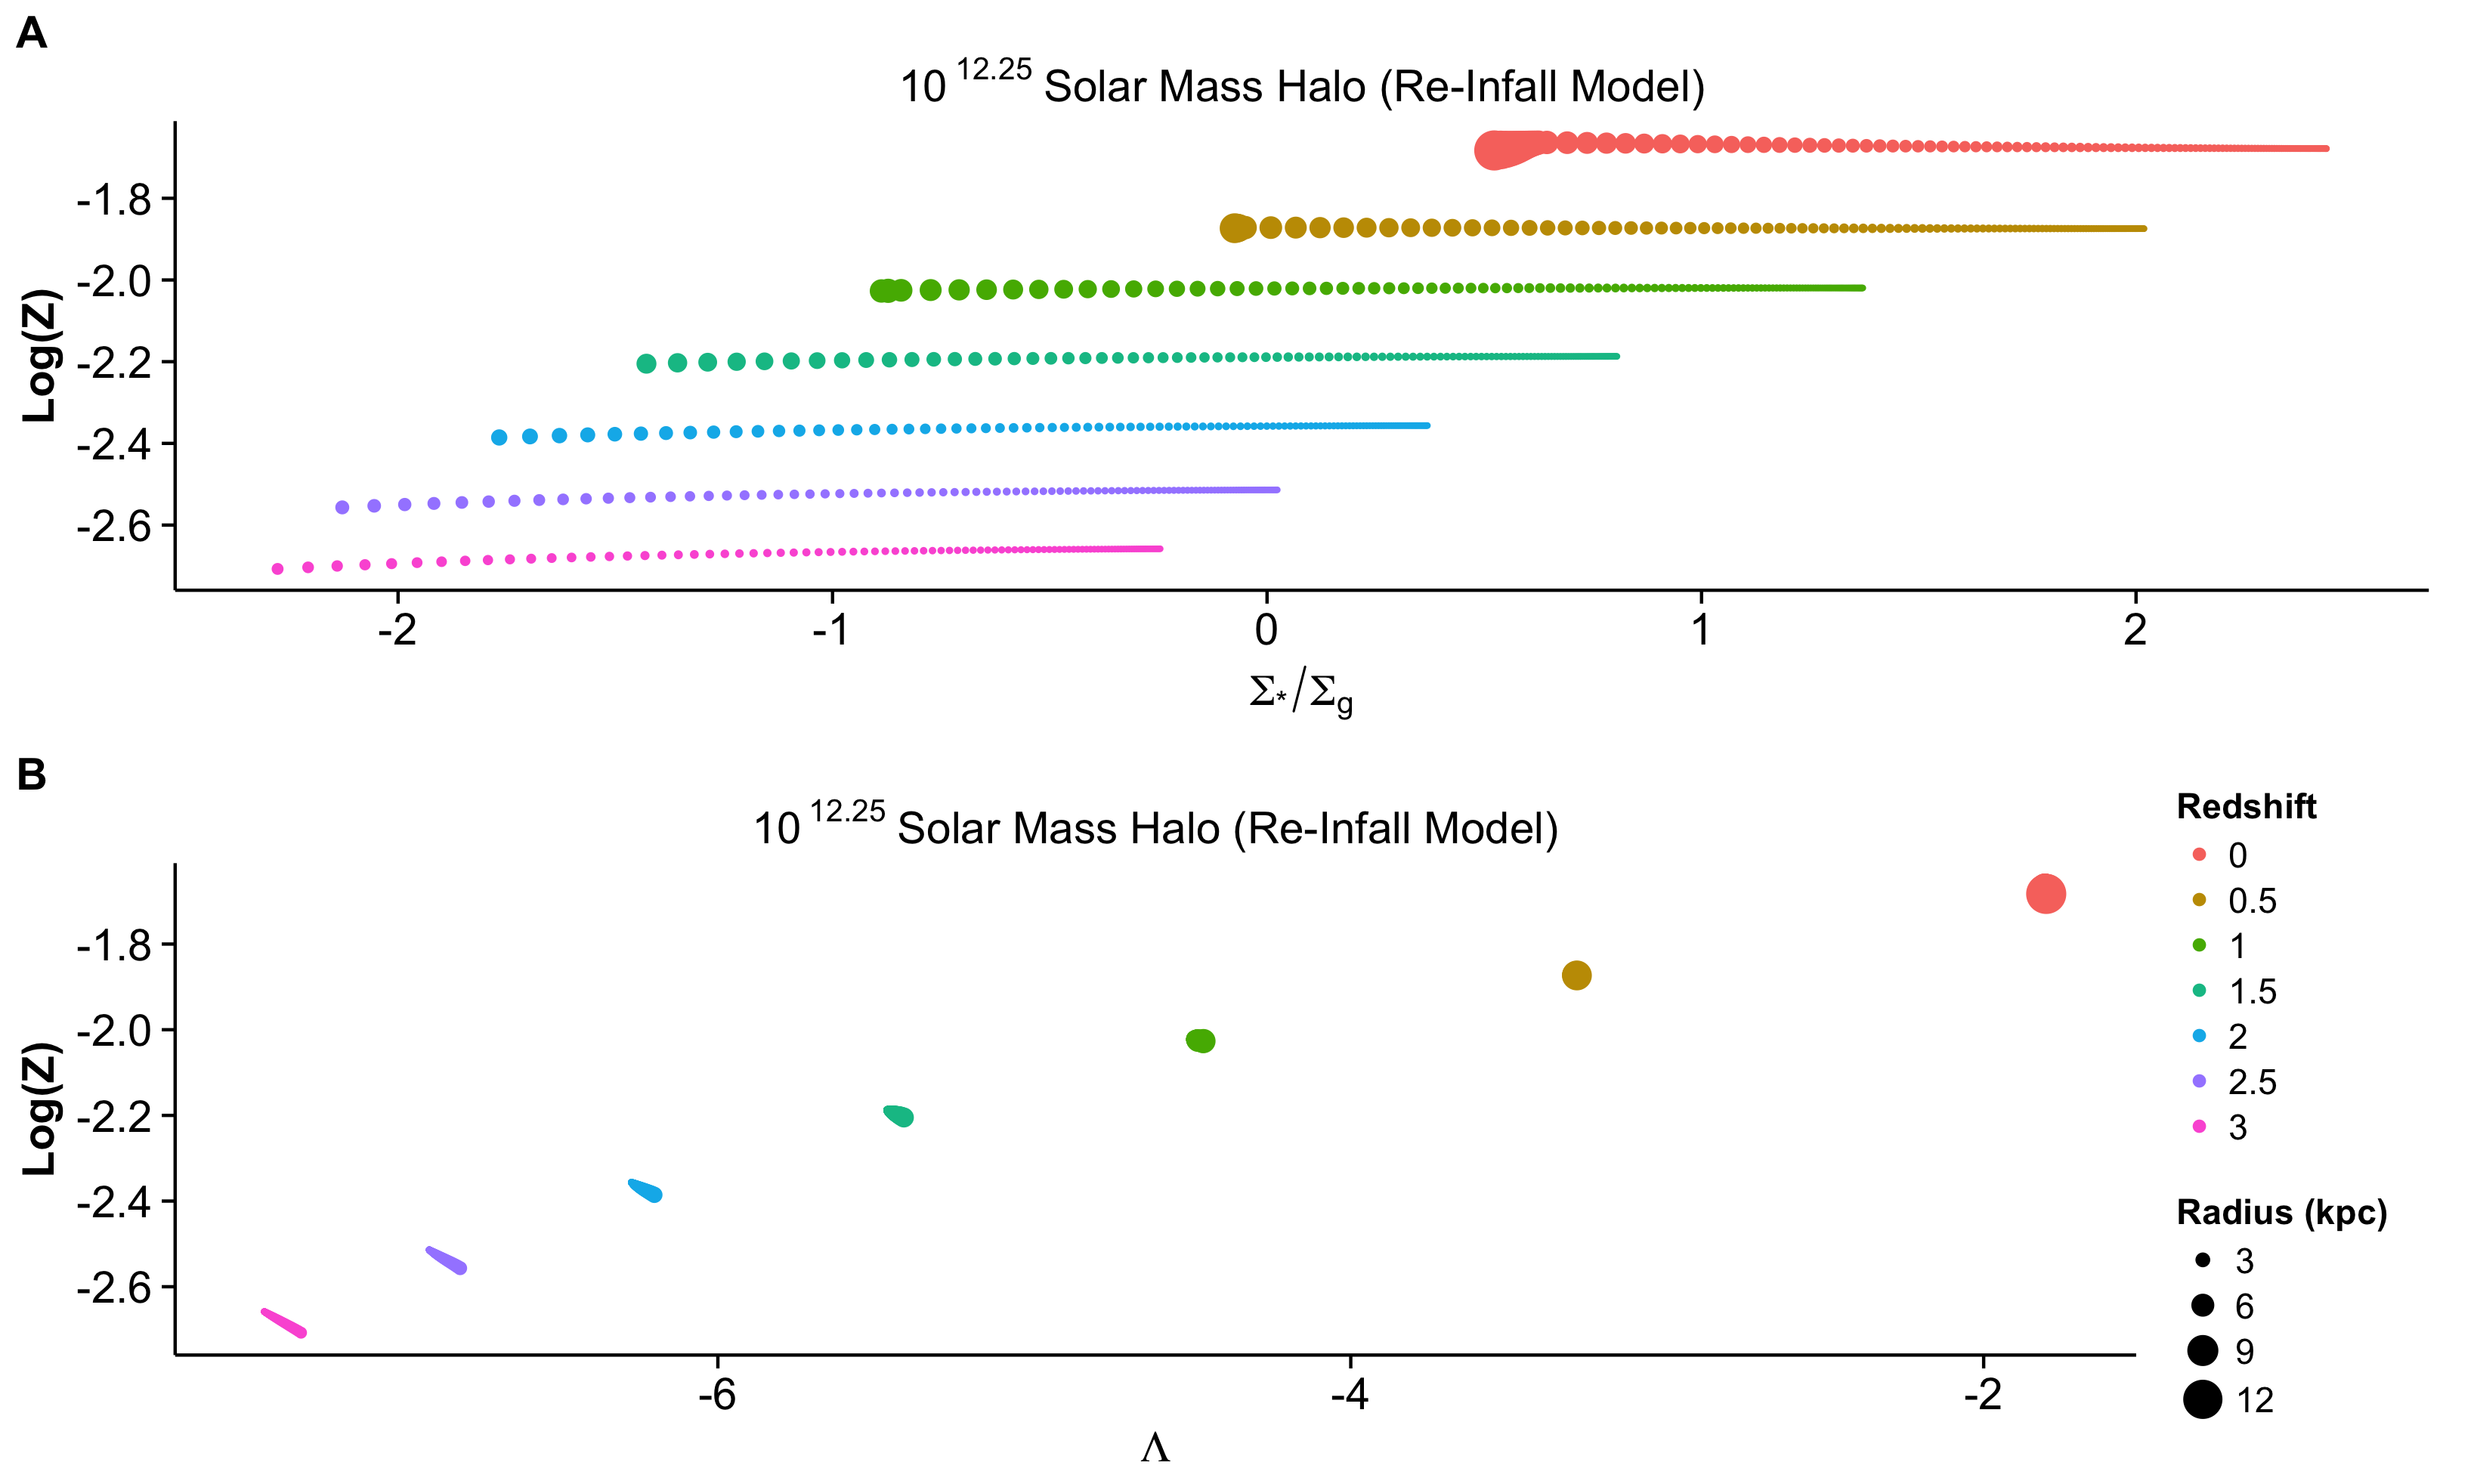 A
10 12.25 Solar Mass Halo (Re-Infall Model)
Log(Z)
-1.8
-2.0
-2.2
-2.4
-2.6
-2 -1 0 1 2
Σ*/Σg
B
10 12.25 Solar Mass Halo (Re-Infall Model)
Log(Z)
-1.8
-2.0
-2.2
-2.4
-2.6
-6 -4 -2
Λ
Redshift
0
0.5
1
1.5
2
2.5
3
Radius (kpc)
3
6
9
12